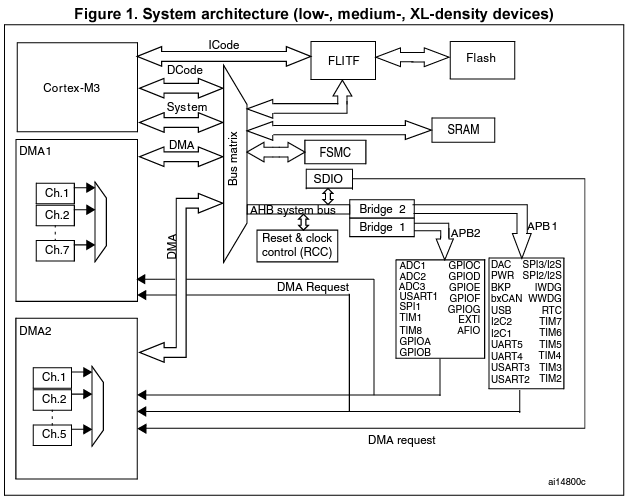 Figure 1. System architecture (low-, medium-, XL-density devices)
ICode
Cortex-M3
FLITF
Flash
DCode
System
Bus matrix
SRAM
DMA1
DMA
FSMC
SDIO
Ch.1
Ch.2
Ch.7
AHB system bus
Bridge 2
Bridge 1
APB2
APB1
Reset & clock
control (RCC)
DMA
DMA Request
ADC1 GPIOC
ADC2 GPIOD
ADC3 GPIOE
USART1 GPIOF
SPI1 GPIOG
TIM1 EXTI
TIM8 AFIO
GPIOA
GPIOB
DAC SPI3/I2S
PWR SPI2/I2S
BKP IWDG
bxCAN WWDG
USB RTC
I2C2 TIM7
I2C1 TIM6
UART5 TIM5
UART4 TIM4
USART3 TIM3
USART2 TIM2
DMA2
Ch.1
Ch.2
Ch.5
DMA request
ai14800c